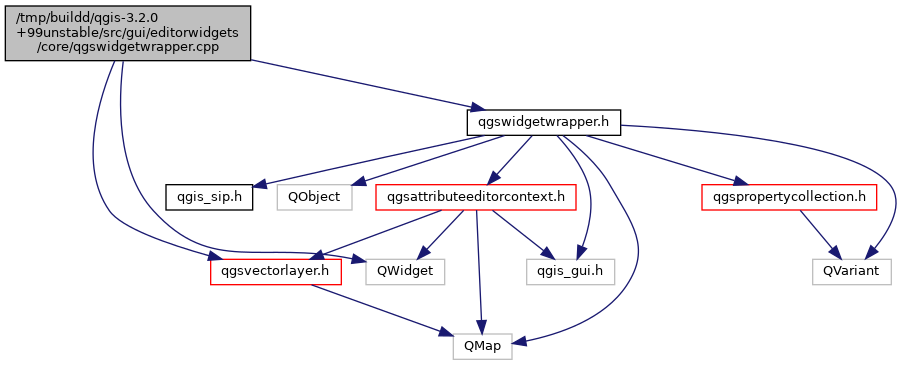 /tmp/buildd/qgis-3.2.0
+99unstable/src/gui/editorwidgets
/core/qgswidgetwrapper.cpp
qgswidgetwrapper.h
qgis_sip.h
QObject
qgsattributeeditorcontext.h
qgspropertycollection.h
qgsvectorlayer.h
QWidget
qgis_gui.h
QVariant
QMap